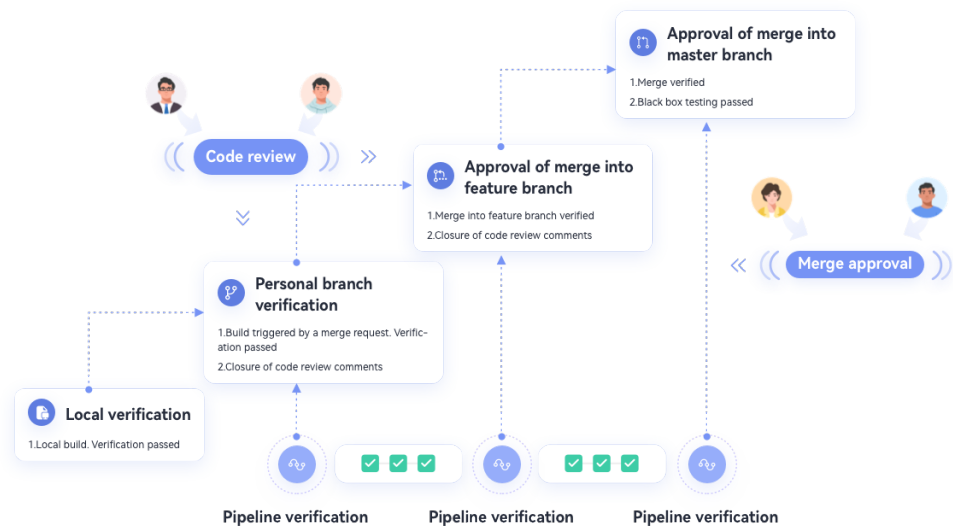 Approval of merge into
master branch
1.Merge verified
2.Black box testing passed
Code review
Approval of merge into
feature branch
1.Merge into feature branch verified
2.Closure of code review comments
Merge approval
Personal branch
verification
1.Build triggered by a merge request. Verific-
ation passed
2.Closure of code review comments
Local verification
1.Local build. Verification passed
Pipeline verification
Pipeline verification
Pipeline verification